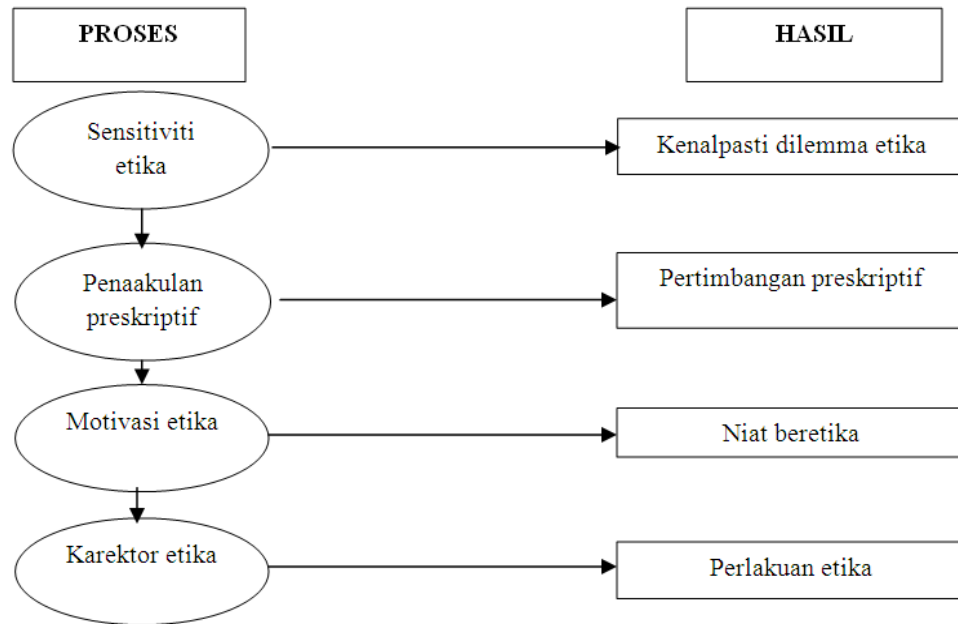 PROSES
HASIL
Sensitiviti
etika
Kenalpasti dilemma etika
Penaakulan
preskriptif
Pertimbangan preskriptif
Motivasi etika
Niat beretika
Karektor etika
Perlakuan etika